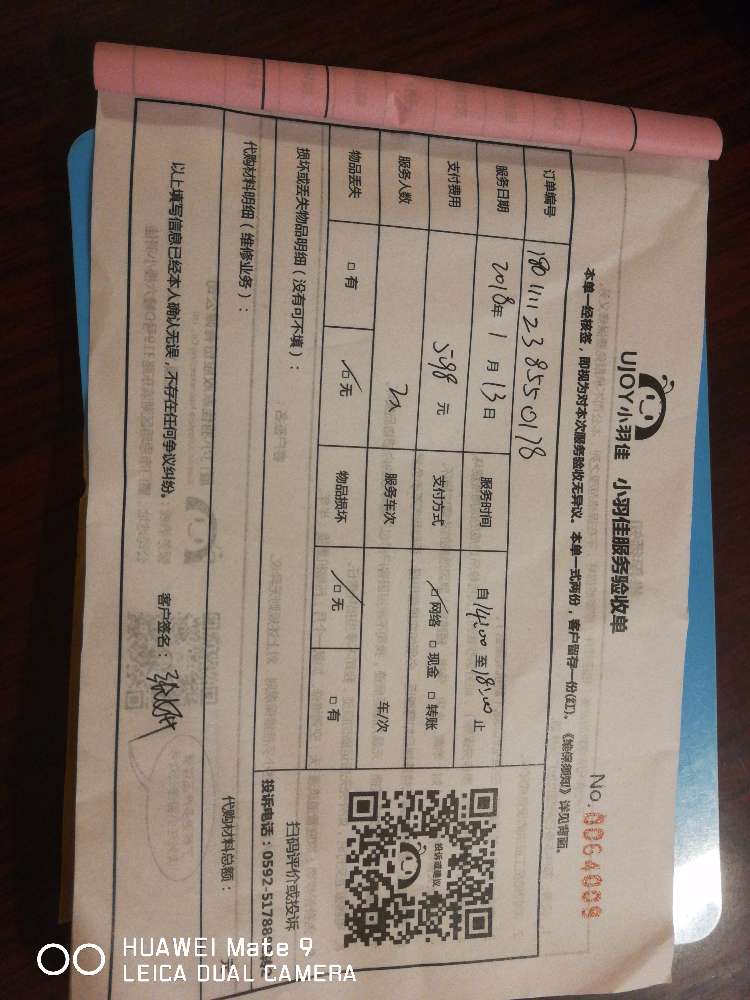 UJOY小羽佳 小羽佳服务验收单
No. 0064009
本单一经核签，即视为对本次服务验收无异议。本单一式两份，客户留存一份(红)。《维保须知》详见背面。
订单编号 180111238550178
服务日期 2018年 1 月 13 日 服务时间 自 14:00 至 18:00 止
支付费用 598 元 支付方式 □网络 □现金 □转账
服务人数 2人 服务车次 车/次
物品丢失 □有 □无 物品损坏 □无 □有
投诉或建议
扫码评价或投诉
投诉电话：0592-51788
损坏或丢失物品明细（没有可不填）：
代购材料明细（维修业务）：
代购材料总额：
以上填写信息已经本人确认无误，不存在任何争议纠纷。 客户签名：
HUAWEI Mate 9
LEICA DUAL CAMERA